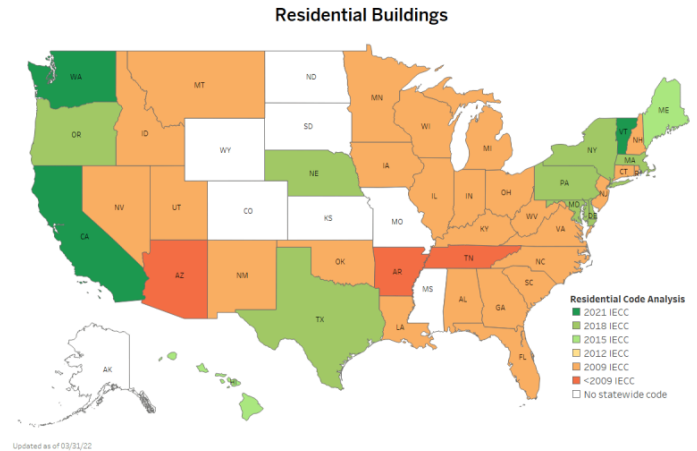 Residential Buildings
WA
MT
ND
MN
ME
VT
NH
OR
ID
SD
WI
MI
NY
MA
CT
RI
WY
IA
NE
PA
NJ
NV
UT
CO
IL
IN
OH
MD
DE
CA
KS
MO
KY
WV
VA
AZ
NM
OK
AR
TN
NC
SC
MS
AL
GA
TX
LA
FL
AK
HI
Residential Code Analysis
2021 IECC
2018 IECC
2015 IECC
2012 IECC
2009 IECC
<2009 IECC
No statewide code
Updated as of 03/31/22